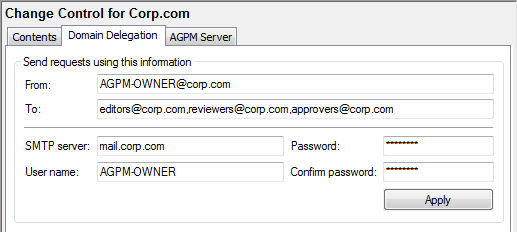 Change Control for Corp.com
Contents Domain Delegation AGPM Server
Send requests using this information
From: AGPM-OWNER@corp.com
To: editors@corp.com,reviewers@corp.com,approvers@corp.com
SMTP server: mail.corp.com Password: ********
User name: AGPM-OWNER Confirm password: ********
Apply